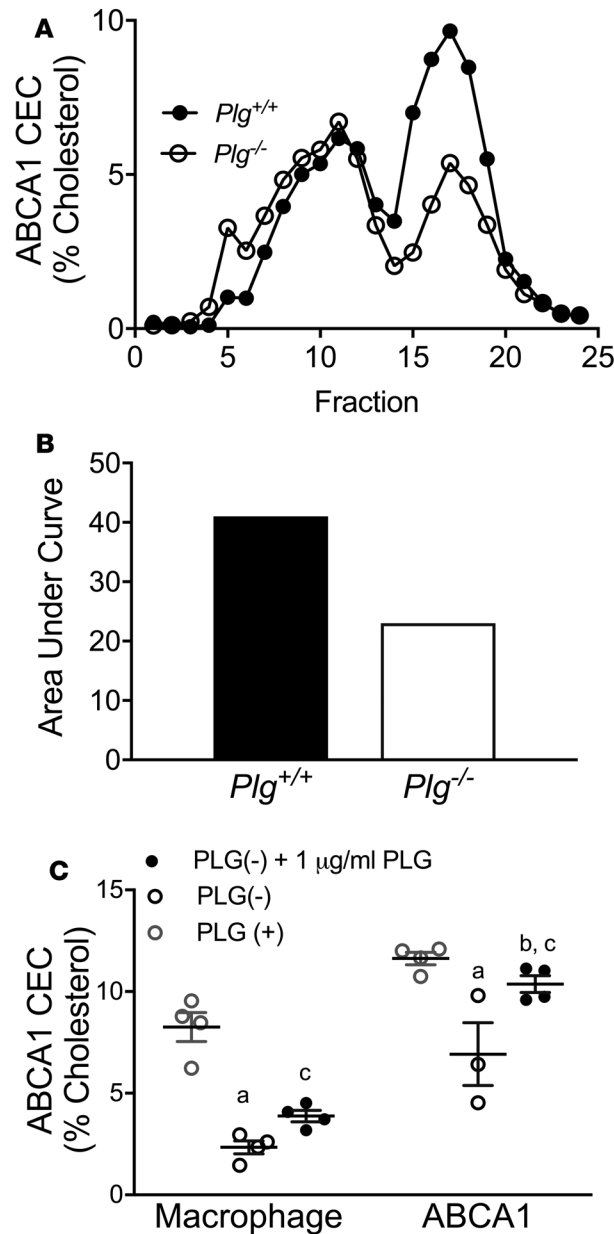 A
ABCA1 CEC
(% Cholesterol)
10
5
0
Plg+/+
Plg-/-
0 5 10 15 20 25
Fraction
B
Area Under Curve
50
40
30
20
10
0
Plg+/+ Plg-/-
C
PLG(-) + 1 μg/ml PLG
PLG(-)
PLG (+)
ABCA1 CEC
(% Cholesterol)
15
10
5
0
a
c
a
b, c
Macrophage ABCA1